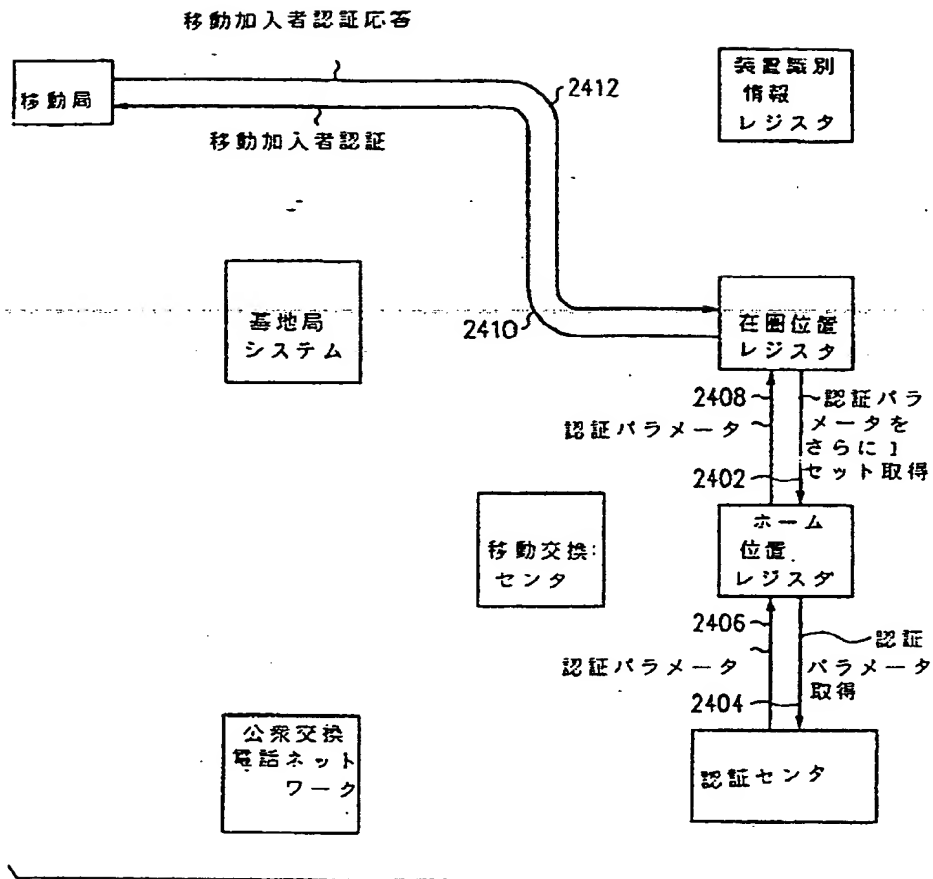 移動加入者認証応答
移動局
2412
装置識別
情報
レジスタ
移動加入者認証
基地局
システム
2410
在圏位置
レジスタ
2408
認証パラメータ
認証パラ
メータを
さらに1
セット取得
2402
移動交換
センタ
ホーム
位置
レジスタ
2406
認証パラメータ
認証
パラメータ
取得
2404
公衆交換
電話ネット
ワーク
認証センタ